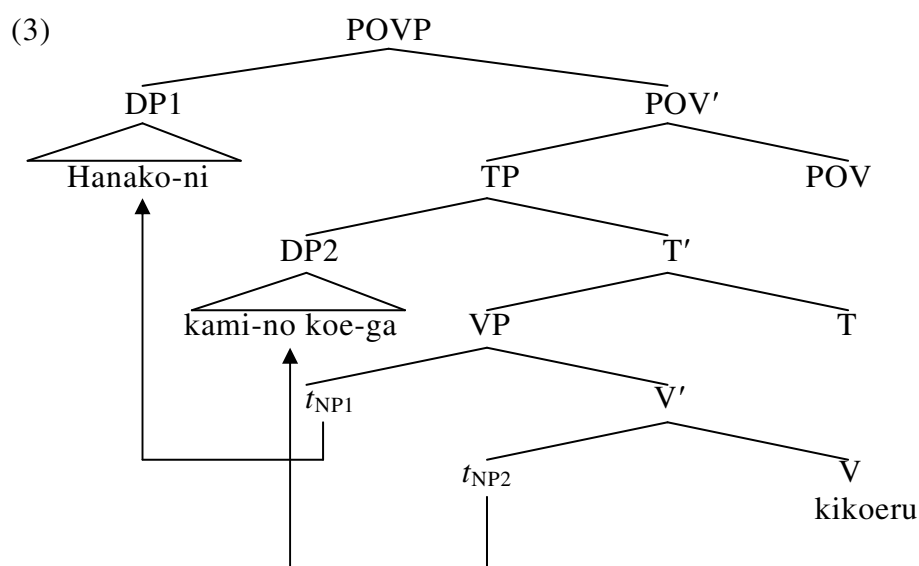 (3) POVP
DP1 POV′
Hanako-ni TP POV
DP2 T′
kami-no koe-ga VP T
tNP1 V′
tNP2 V
kikoeru